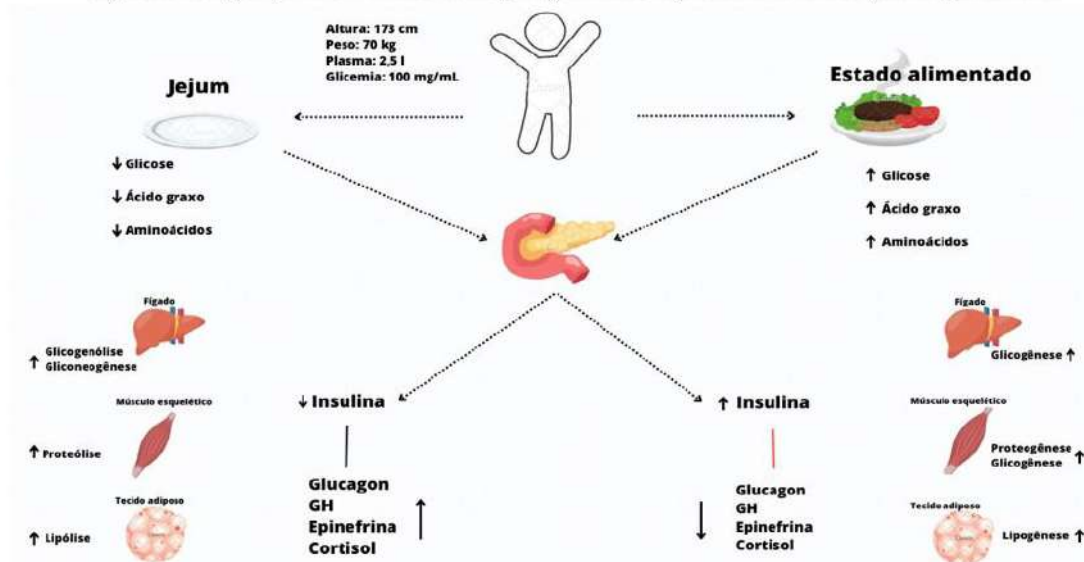 Altura: 173 cm
Peso: 70 kg
Plasma: 2,5 l
Glicemia: 100 mg/mL
Jejum
↓ Glicose
↓ Ácido graxo
↓ Aminoácidos
Estado alimentado
↑ Glicose
↑ Ácido graxo
↑ Aminoácidos
Fígado
↑ Glicogenólise
Gliconeogênese
Músculo esquelético
↑ Proteólise
Tecido adiposo
↑ Lipólise
↓ Insulina
Glucagon
GH
Epinefrina
Cortisol
↑
↑ Insulina
↓
Glucagon
GH
Epinefrina
Cortisol
Fígado
Glicogênese ↑
Músculo esquelético
Proteogênese
Glicogênese ↑
Tecido adiposo
Lipogênese ↑